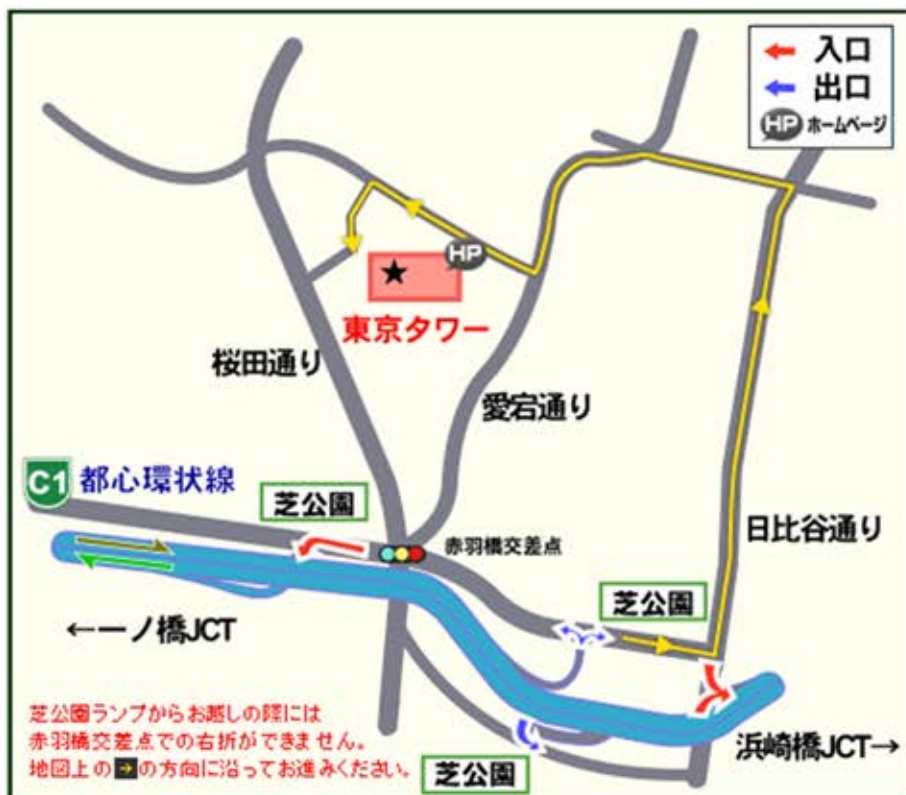 入口
出口
HP ホームページ
HP
★
東京タワー
桜田通り
愛宕通り
C1 都心環状線
芝公園
赤羽橋交差点
日比谷通り
芝公園
←一ノ橋JCT
芝公園ランプからお越しの際には
赤羽橋交差点での右折ができません。
地図上の→の方向に沿ってお進みください。
芝公園
浜崎橋JCT→